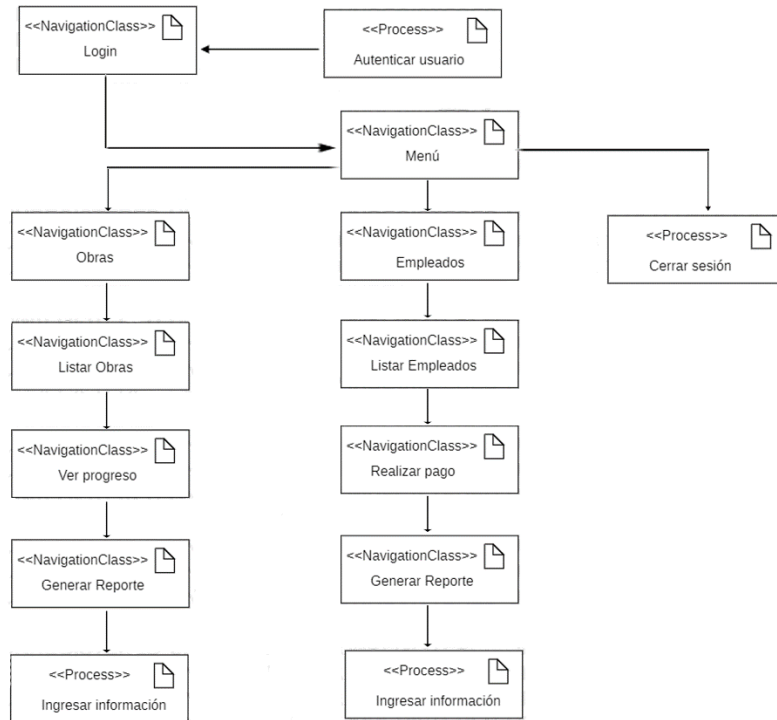 <<NavigationClass>>
Login
<<Process>>
Autenticar usuario
<<NavigationClass>>
Menú
<<NavigationClass>>
Obras
<<NavigationClass>>
Empleados
<<Process>>
Cerrar sesión
<<NavigationClass>>
Listar Obras
<<NavigationClass>>
Listar Empleados
<<NavigationClass>>
Ver progreso
<<NavigationClass>>
Realizar pago
<<NavigationClass>>
Generar Reporte
<<NavigationClass>>
Generar Reporte
<<Process>>
Ingresar información
<<Process>>
Ingresar información